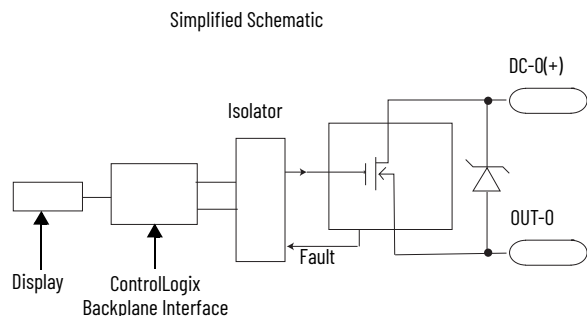 Simplified Schematic
DC-0(+)
Isolator
OUT-0
Fault
Display
ControlLogix
Backplane Interface